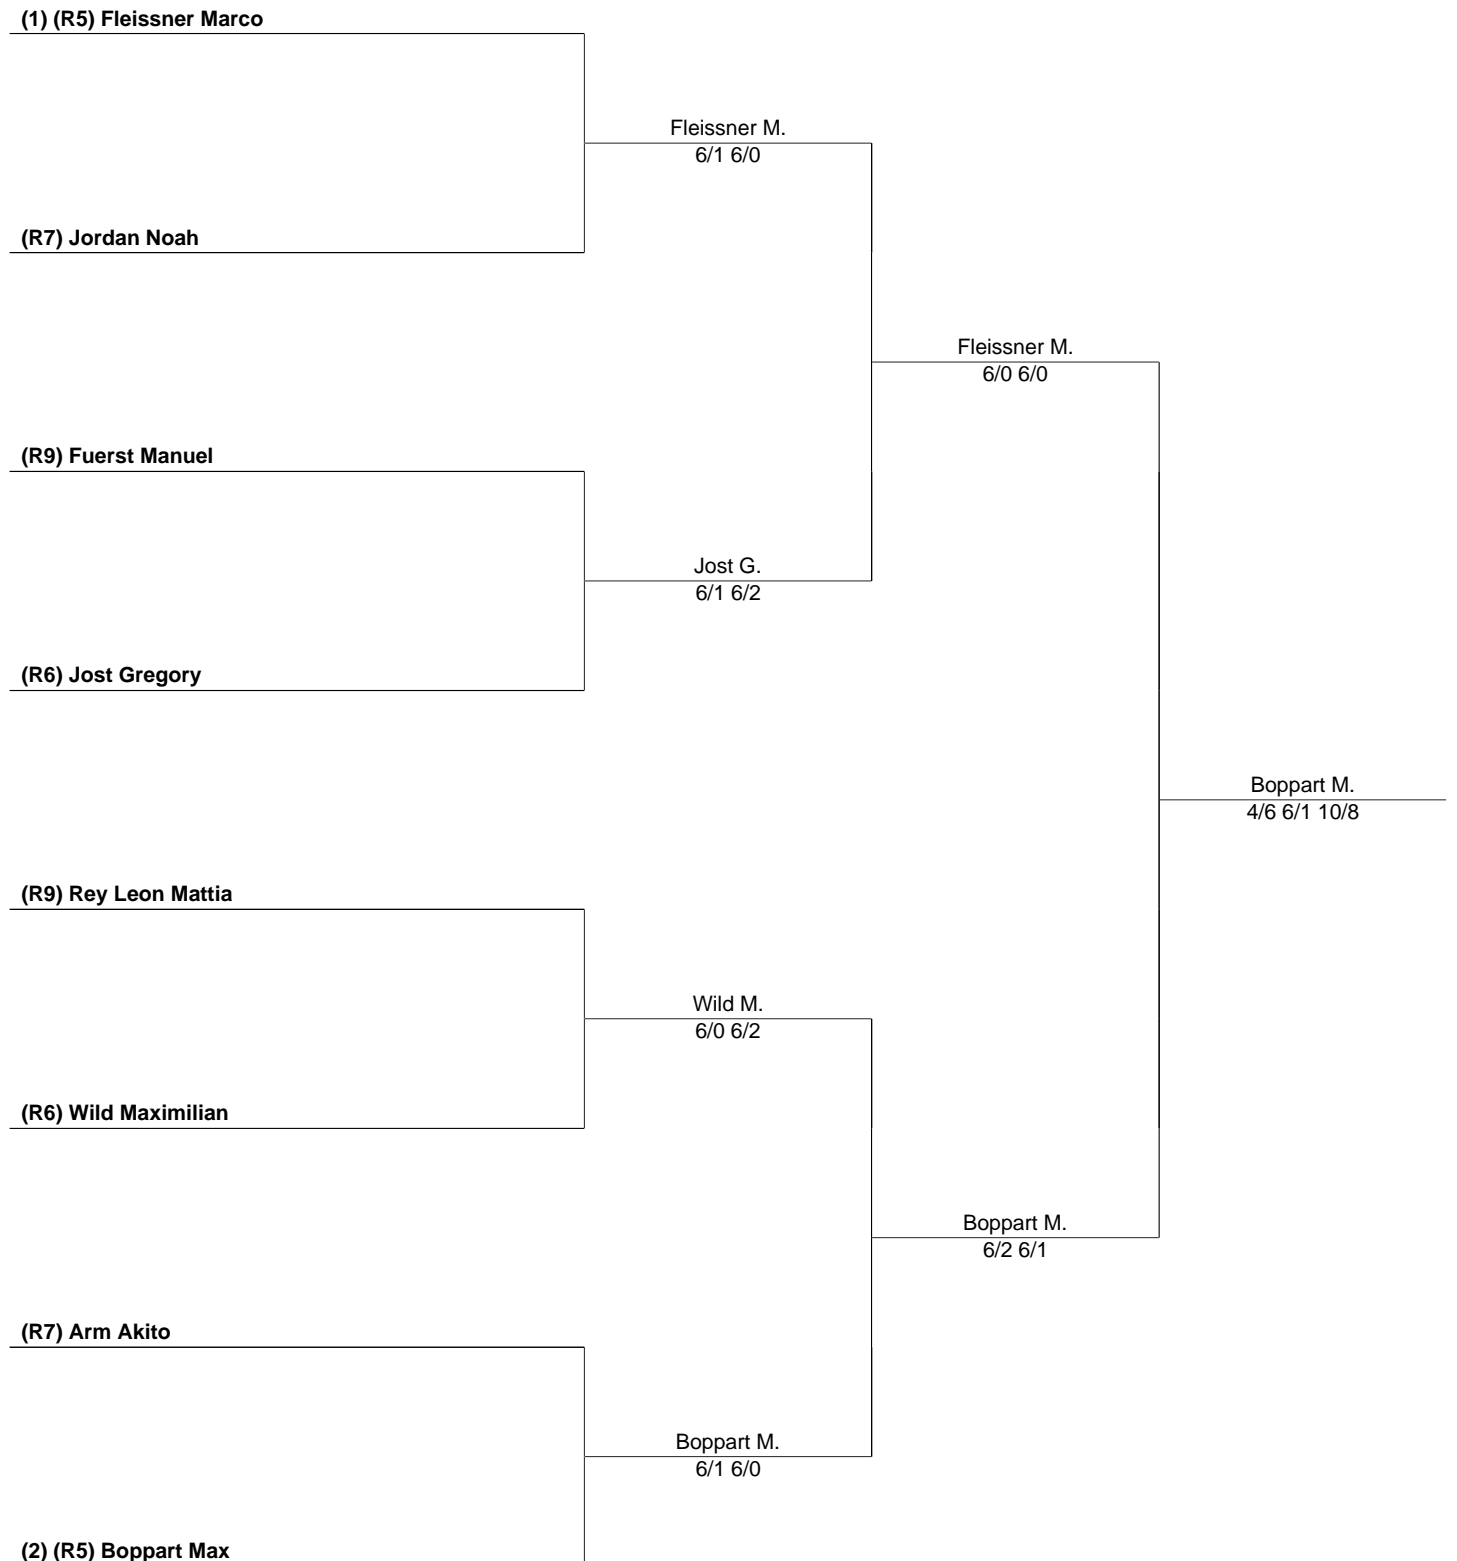 (1) (R5) Fleissner Marco
Fleissner M.
6/1 6/0
(R7) Jordan Noah
Fleissner M.
6/0 6/0
(R9) Fuerst Manuel
Jost G.
6/1 6/2
(R6) Jost Gregory
Boppart M.
4/6 6/1 10/8
(R9) Rey Leon Mattia
Wild M.
6/0 6/2
(R6) Wild Maximilian
Boppart M.
6/2 6/1
(R7) Arm Akito
Boppart M.
6/1 6/0
(2) (R5) Boppart Max